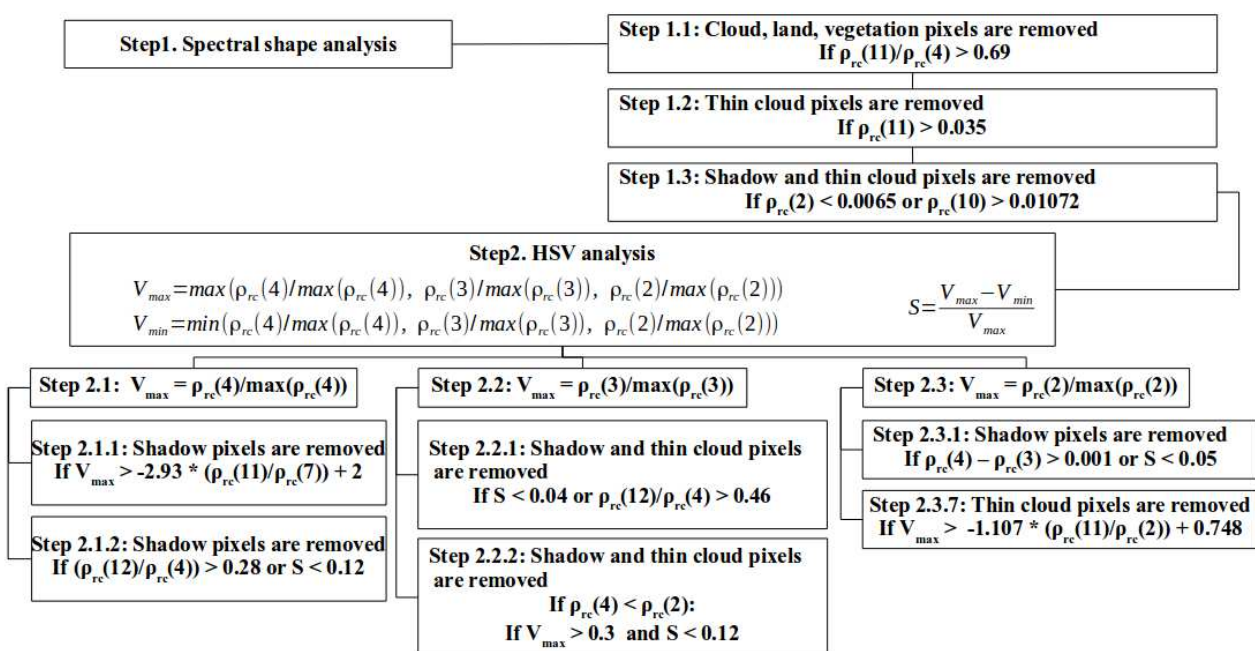 Step1. Spectral shape analysis
Step 1.1: Cloud, land, vegetation pixels are removed
If ρrc(11)/ρrc(4) > 0.69
Step 1.2: Thin cloud pixels are removed
If ρrc(11) > 0.035
Step 1.3: Shadow and thin cloud pixels are removed
If ρrc(2) < 0.0065 or ρrc(10) > 0.01072
Step2. HSV analysis
Vmax=max(ρrc(4)/max(ρrc(4)), ρrc(3)/max(ρrc(3)), ρrc(2)/max(ρrc(2)))
Vmin=min(ρrc(4)/max(ρrc(4)), ρrc(3)/max(ρrc(3)), ρrc(2)/max(ρrc(2)))
S=(Vmax−Vmin)/Vmax
Step 2.1: Vmax = ρrc(4)/max(ρrc(4))
Step 2.1.1: Shadow pixels are removed
If Vmax > -2.93 * (ρrc(11)/ρrc(7)) + 2
Step 2.1.2: Shadow pixels are removed
If (ρrc(12)/ρrc(4)) > 0.28 or S < 0.12
Step 2.2: Vmax = ρrc(3)/max(ρrc(3))
Step 2.2.1: Shadow and thin cloud pixels
are removed
If S < 0.04 or ρrc(12)/ρrc(4) > 0.46
Step 2.2.2: Shadow and thin cloud pixels
are removed
If ρrc(4) < ρrc(2):
If Vmax > 0.3 and S < 0.12
Step 2.3: Vmax = ρrc(2)/max(ρrc(2))
Step 2.3.1: Shadow pixels are removed
If ρrc(4) – ρrc(3) > 0.001 or S < 0.05
Step 2.3.7: Thin cloud pixels are removed
If Vmax > -1.107 * (ρrc(11)/ρrc(2)) + 0.748